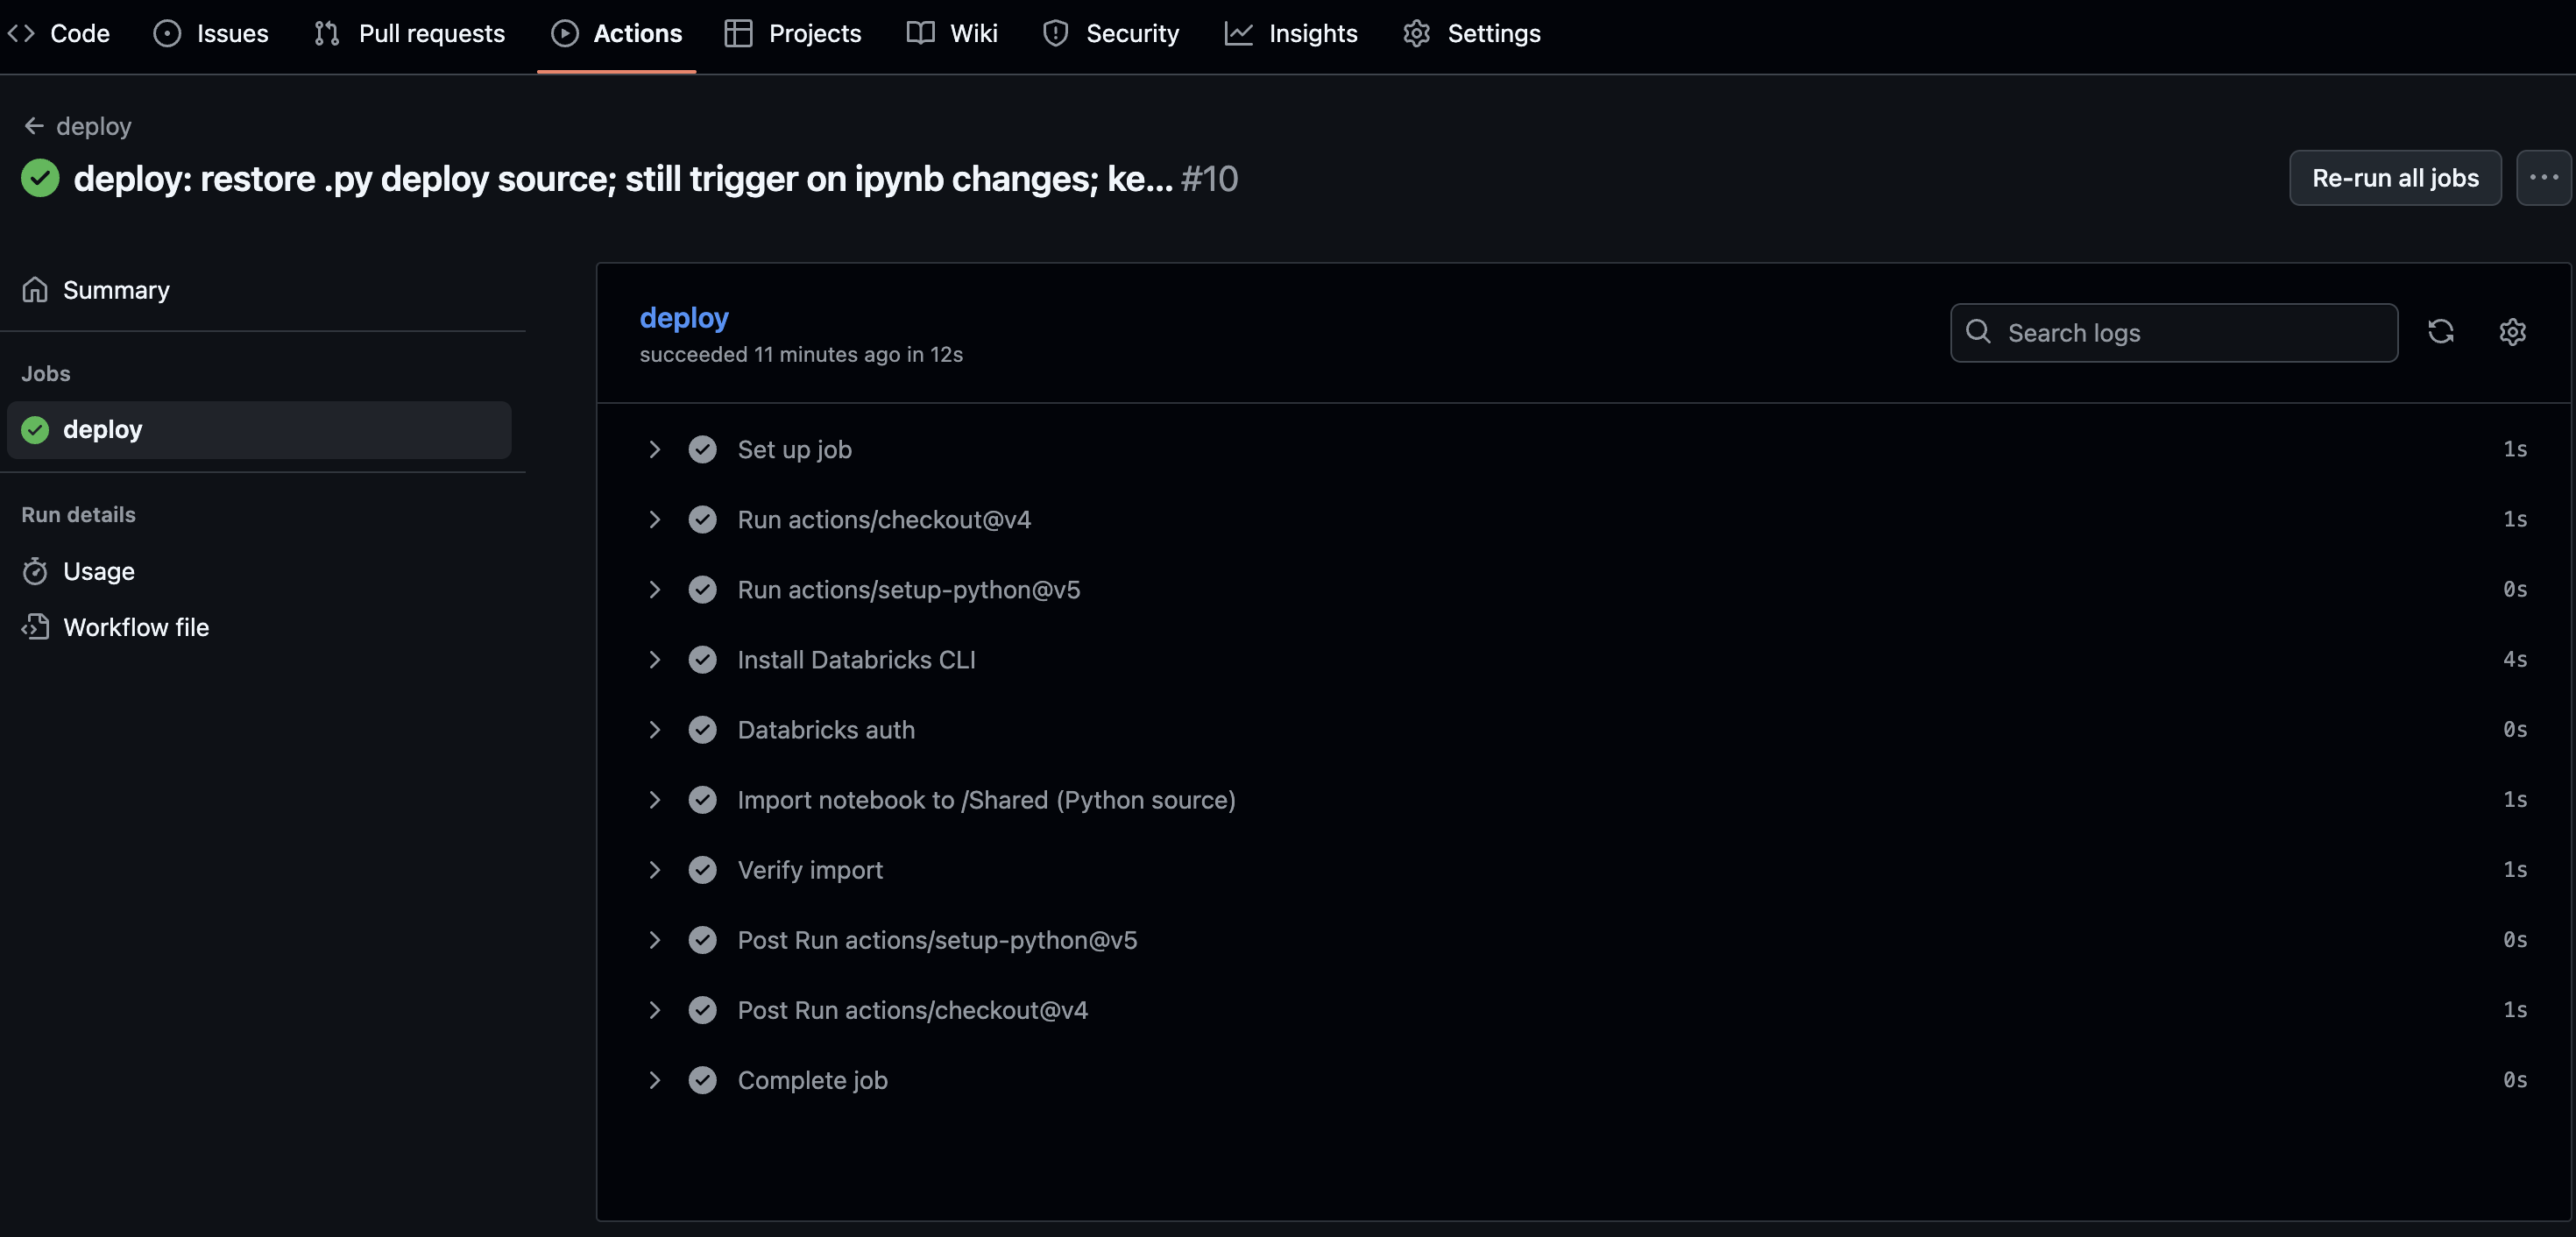 Code Issues Pull requests Actions Projects Wiki Security Insights Settings
deploy
deploy: restore .py deploy source; still trigger on ipynb changes; ke... #10
Re-run all jobs
Summary
Jobs
deploy
Run details
Usage
Workflow file
deploy
succeeded 11 minutes ago in 12s
Search logs
Set up job 1s
Run actions/checkout@v4 1s
Run actions/setup-python@v5 0s
Install Databricks CLI 4s
Databricks auth 0s
Import notebook to /Shared (Python source) 1s
Verify import 1s
Post Run actions/setup-python@v5 0s
Post Run actions/checkout@v4 1s
Complete job 0s